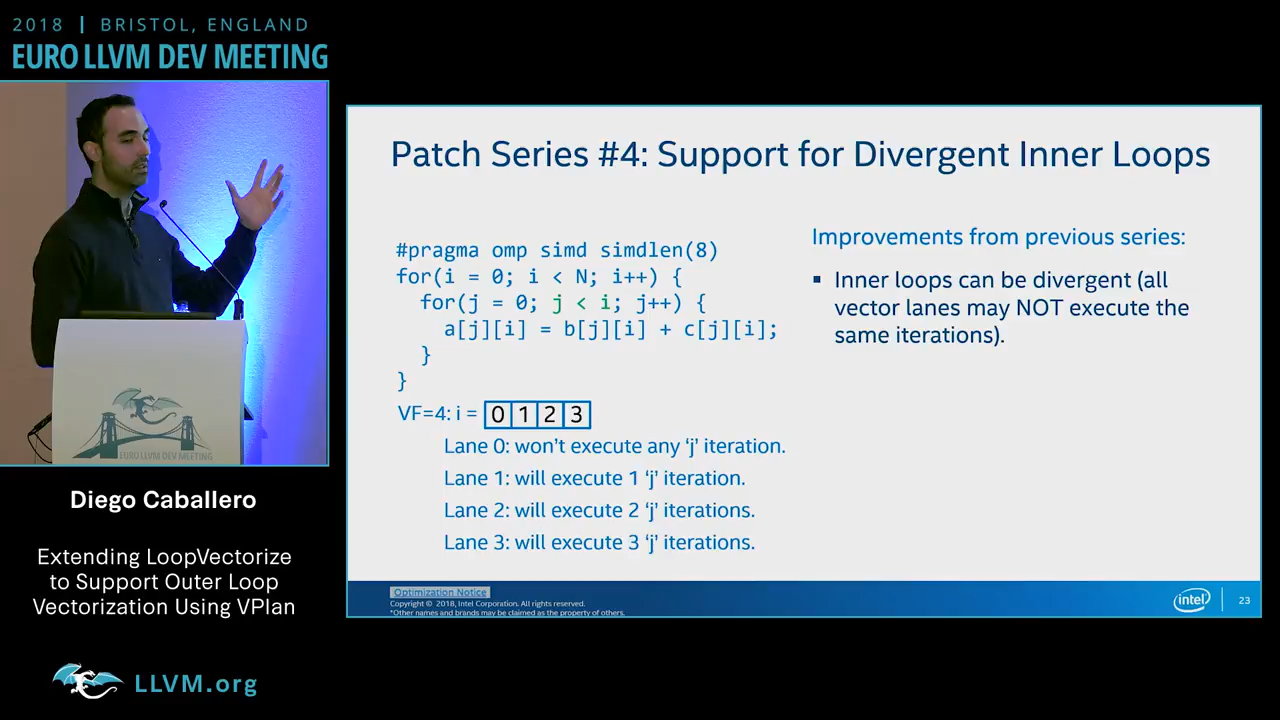 2018 | BRISTOL, ENGLAND
EURO LLVM DEV MEETING
EURO LLVM DEV MEETING
Diego Caballero
Extending LoopVectorize
to Support Outer Loop
Vectorization Using VPlan
LLVM.org
Patch Series #4: Support for Divergent Inner Loops
#pragma omp simd simdlen(8)
for(i = 0; i < N; i++) {
for(j = 0; j < i; j++) {
a[j][i] = b[j][i] + c[j][i];
}
}
VF=4: i = 0 1 2 3
Lane 0: won't execute any 'j' iteration.
Lane 1: will execute 1 'j' iteration.
Lane 2: will execute 2 'j' iterations.
Lane 3: will execute 3 'j' iterations.
Improvements from previous series:
▪ Inner loops can be divergent (all
vector lanes may NOT execute the
same iterations).
Optimization Notice
Copyright © 2018, Intel Corporation. All rights reserved.
*Other names and brands may be claimed as the property of others.
intel
23